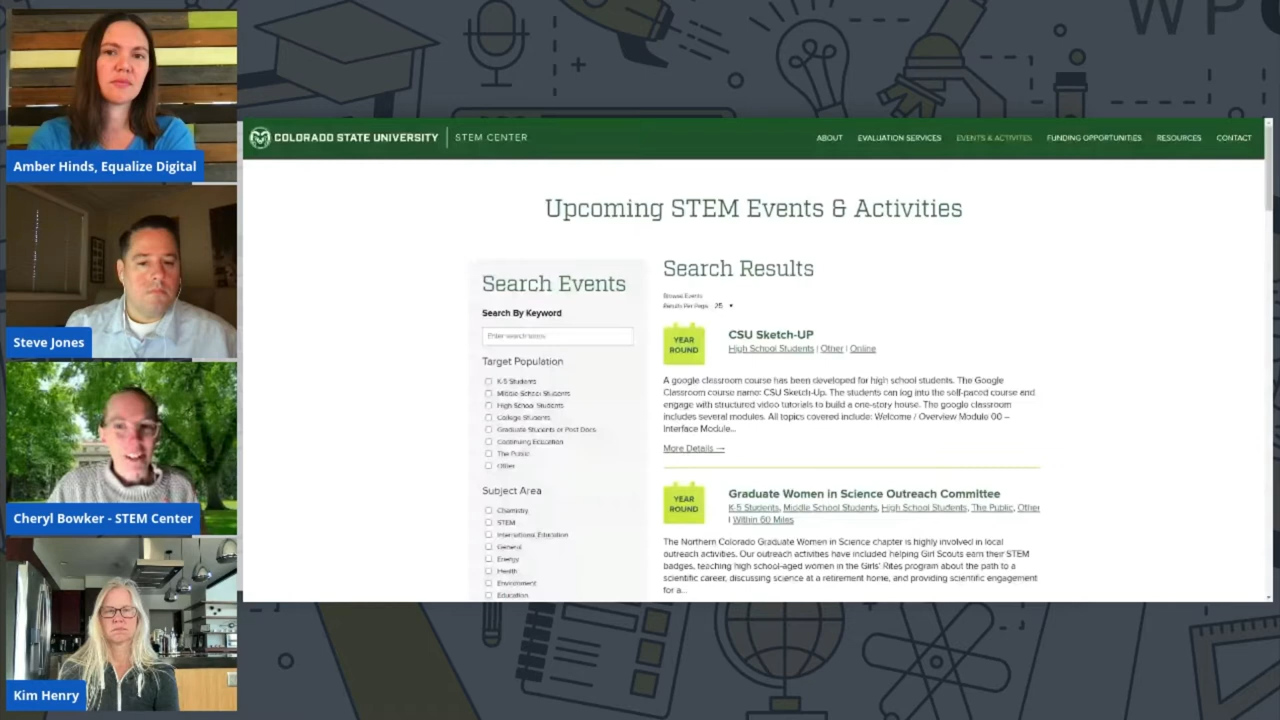 WPC
Amber Hinds, Equalize Digital
Steve Jones
Cheryl Bowker - STEM Center
Kim Henry
COLORADO STATE UNIVERSITY STEM CENTER
ABOUT EVALUATION SERVICES EVENTS & ACTIVITES FUNDING OPPORTUNITIES RESOURCES CONTACT
Upcoming STEM Events & Activities
Search Events
Search By Keyword
Enter search terms
Target Population
K-5 Students
Middle School Students
High School Students
College Students
Graduate Students or Post Docs
Continuing Education
The Public
Other
Subject Area
Chemistry
STEM
International Education
General
Energy
Health
Environment
Education
Search Results
Browse Events
Results Per Page 25
YEAR
ROUND
CSU Sketch-UP
High School Students | Other | Online
A google classroom course has been developed for high school students. The Google
Classroom course name: CSU Sketch-Up. The students can log into the self-paced course and
engage with structured video tutorials to build a one-story house. The google classroom
includes several modules. All topics covered include: Welcome / Overview Module 00 –
Interface Module...
More Details →
YEAR
ROUND
Graduate Women in Science Outreach Committee
K-5 Students, Middle School Students, High School Students, The Public, Other
| Within 60 Miles
The Northern Colorado Graduate Women in Science chapter is highly involved in local
outreach activities. Our outreach activities have included helping Girl Scouts earn their STEM
badges, teaching high school-aged women in the Girls' Rites program about the path to a
scientific career, discussing science at a retirement home, and providing scientific engagement
for a...